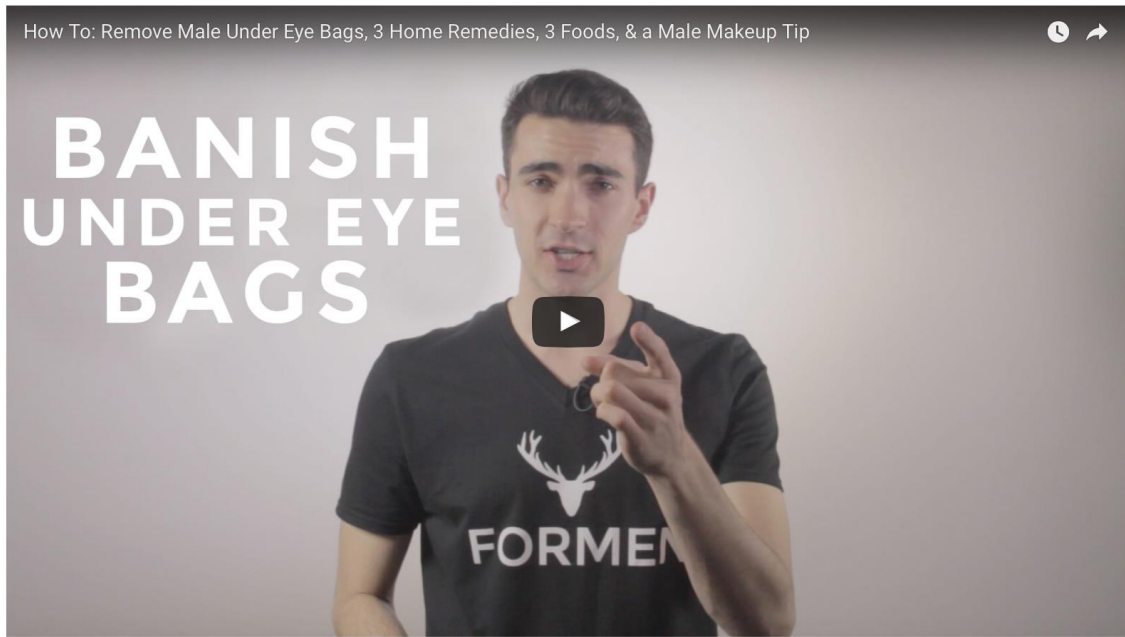 How To: Remove Male Under Eye Bags, 3 Home Remedies, 3 Foods, & a Male Makeup Tip
BANISH
UNDER EYE
BAGS
FORMEN